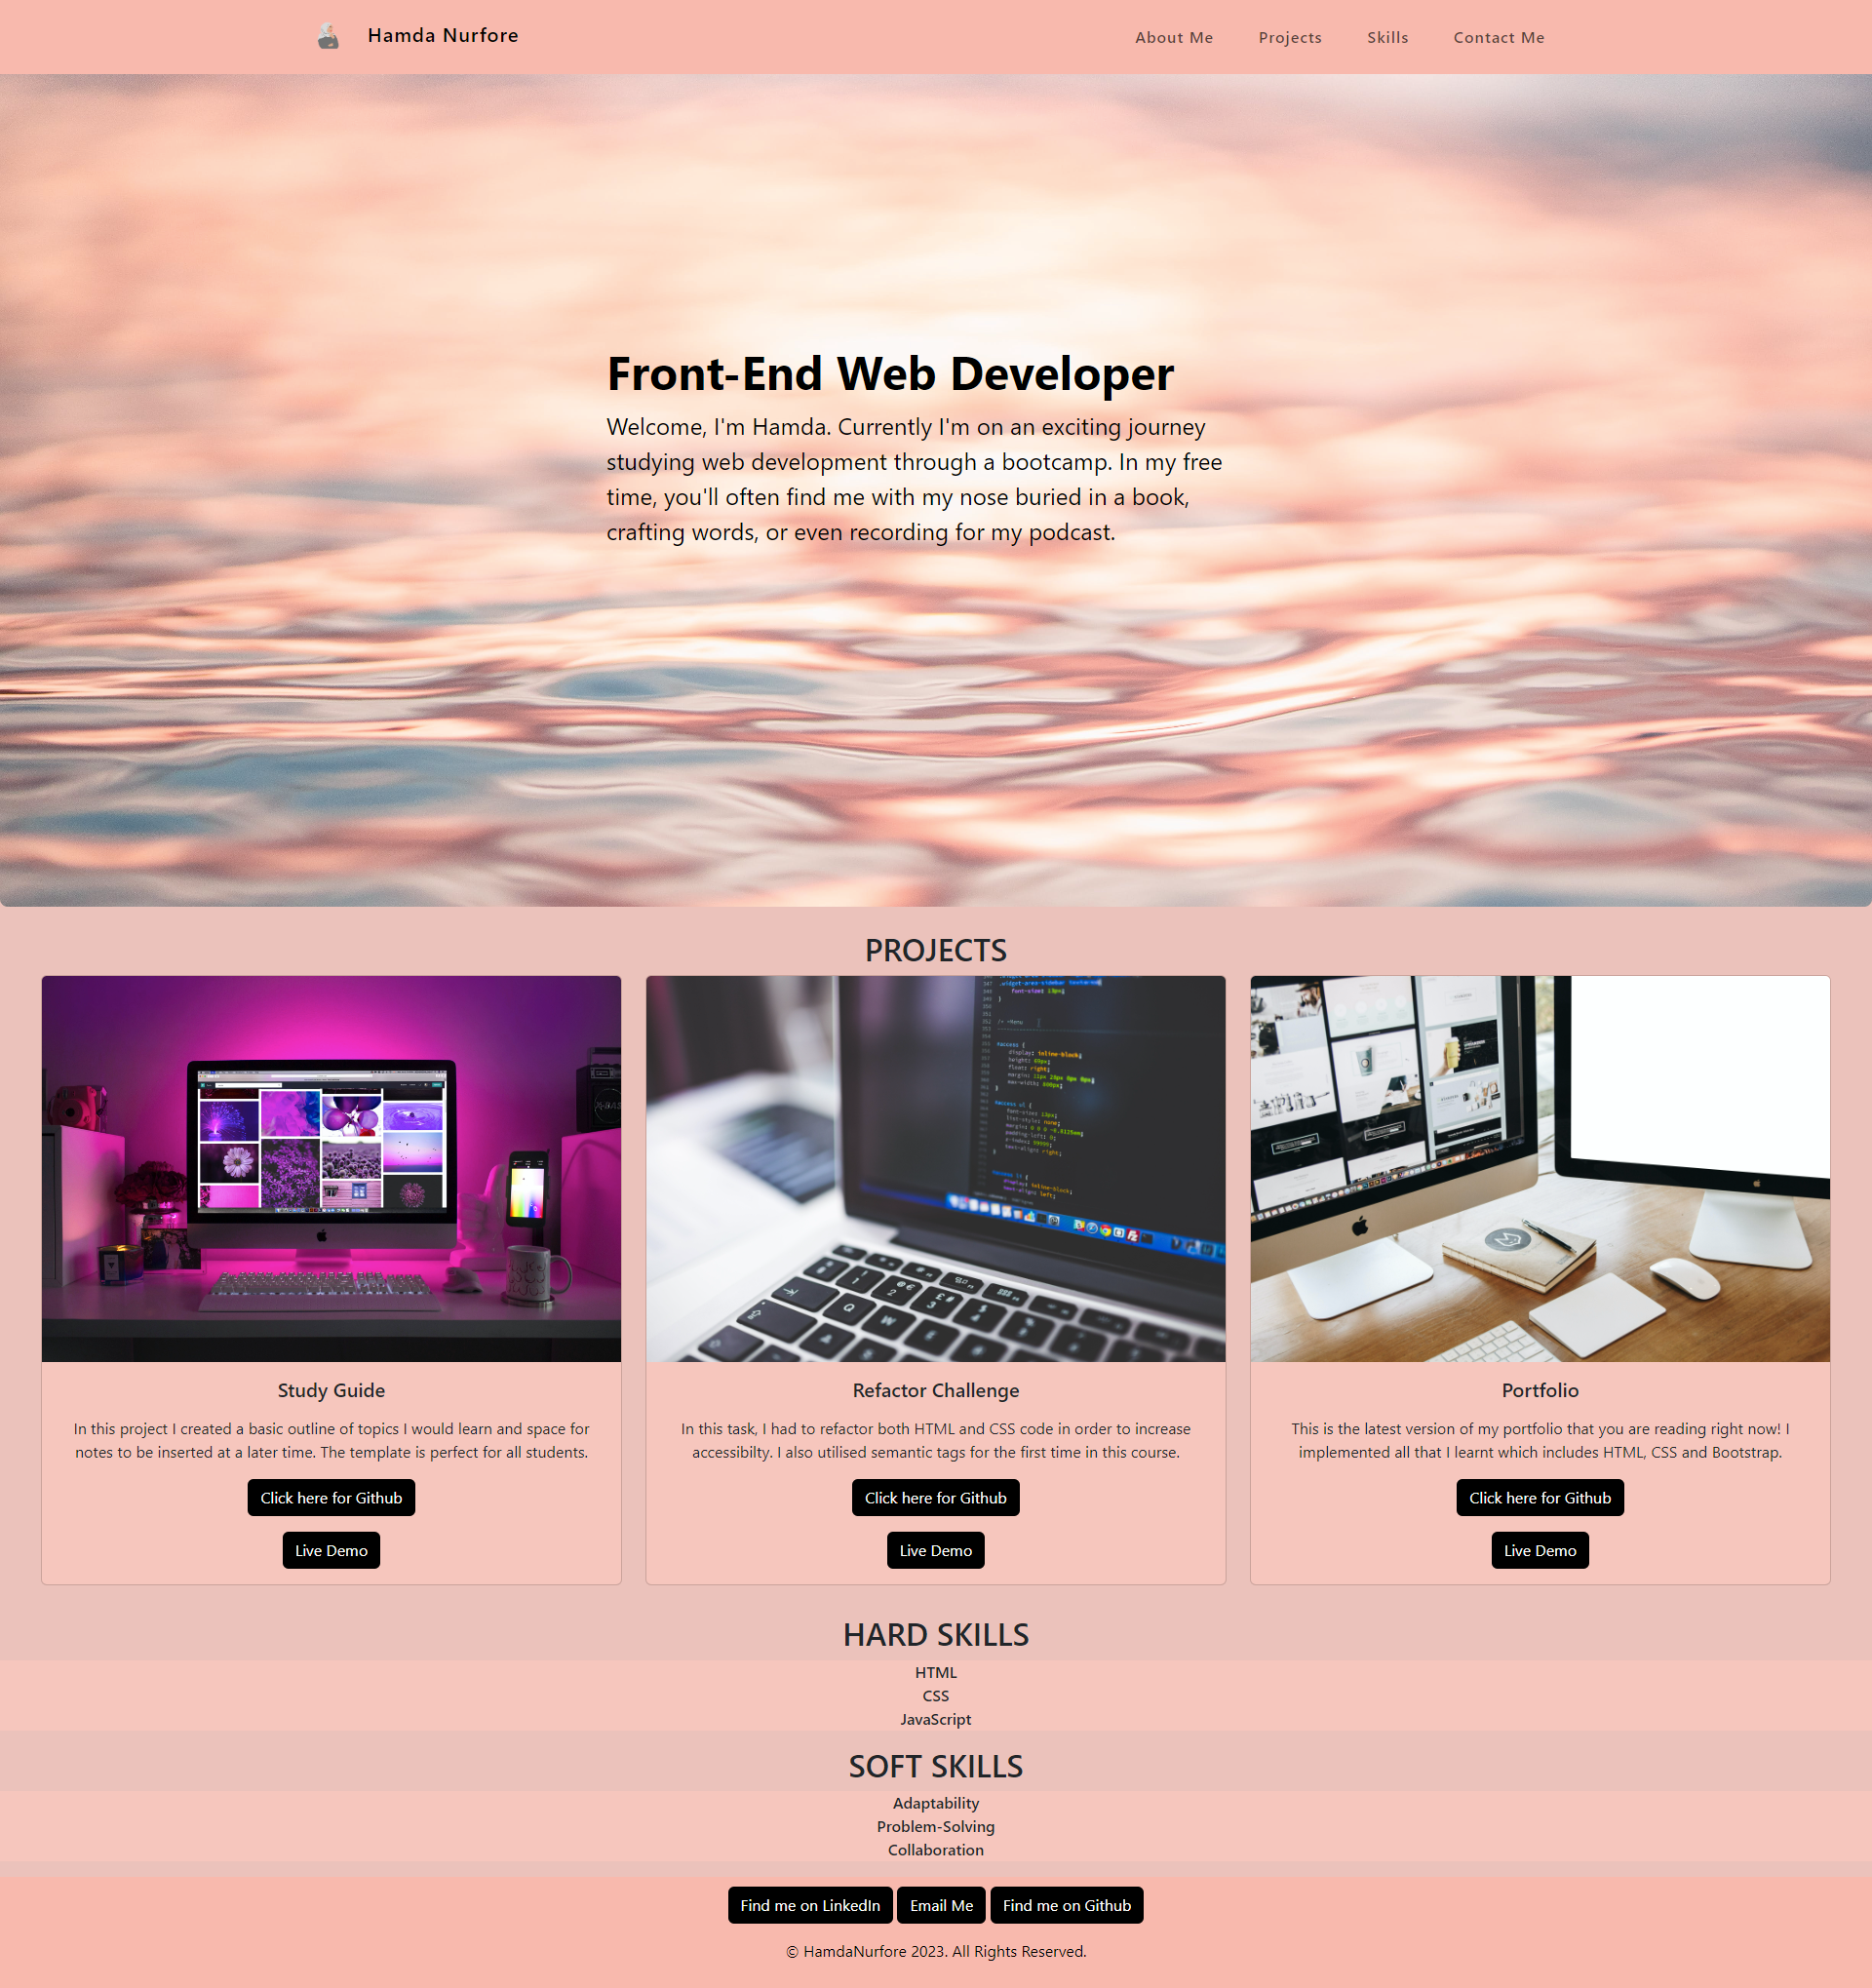 Hamda Nurfore
About Me
Projects
Skills
Contact Me
Front-End Web Developer
Welcome, I'm Hamda. Currently I'm on an exciting journey
studying web development through a bootcamp. In my free
time, you'll often find me with my nose buried in a book,
crafting words, or even recording for my podcast.
PROJECTS
Study Guide
In this project I created a basic outline of topics I would learn and space for
notes to be inserted at a later time. The template is perfect for all students.
Click here for Github
Live Demo
Refactor Challenge
In this task, I had to refactor both HTML and CSS code in order to increase
accessibilty. I also utilised semantic tags for the first time in this course.
Click here for Github
Live Demo
Portfolio
This is the latest version of my portfolio that you are reading right now! I
implemented all that I learnt which includes HTML, CSS and Bootstrap.
Click here for Github
Live Demo
HARD SKILLS
HTML
CSS
JavaScript
SOFT SKILLS
Adaptability
Problem-Solving
Collaboration
Find me on LinkedIn
Email Me
Find me on Github
© HamdaNurfore 2023. All Rights Reserved.